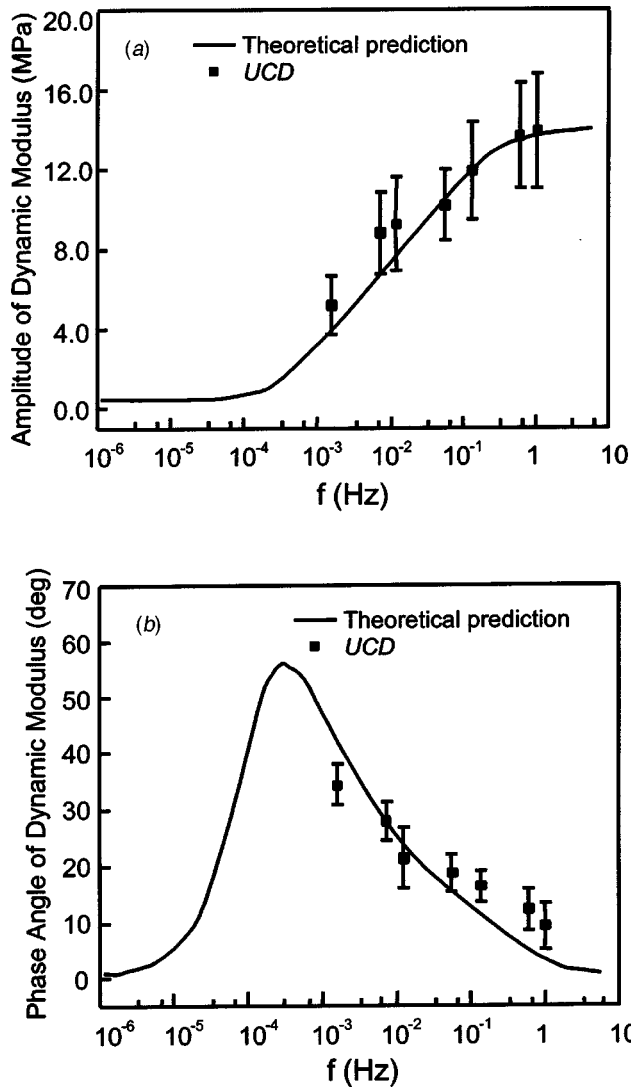 20.0
(a)
Theoretical prediction
UCD
16.0
12.0
8.0
4.0
0.0
Amplitude of Dynamic Modulus (MPa)
10⁻⁶ 10⁻⁵ 10⁻⁴ 10⁻³ 10⁻² 10⁻¹ 1 10
f (Hz)
70
(b)
Theoretical prediction
UCD
60
50
40
30
20
10
0
Phase Angle of Dynamic Modulus (deg)
10⁻⁶ 10⁻⁵ 10⁻⁴ 10⁻³ 10⁻² 10⁻¹ 1 10
f (Hz)